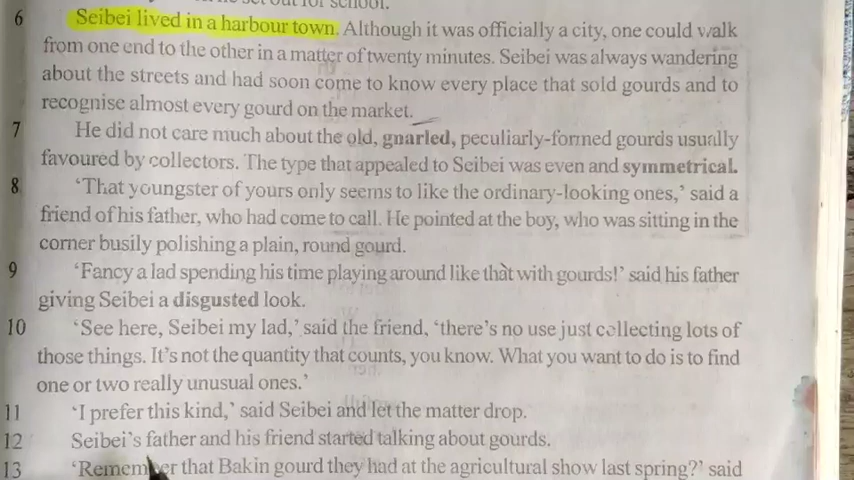 set out for school.
6 Seibei lived in a harbour town. Although it was officially a city, one could walk
from one end to the other in a matter of twenty minutes. Seibei was always wandering
about the streets and had soon come to know every place that sold gourds and to
recognise almost every gourd on the market.
7 He did not care much about the old, gnarled, peculiarly-formed gourds usually
favoured by collectors. The type that appealed to Seibei was even and symmetrical.
8 ‘That youngster of yours only seems to like the ordinary-looking ones,’ said a
friend of his father, who had come to call. He pointed at the boy, who was sitting in the
corner busily polishing a plain, round gourd.
9 ‘Fancy a lad spending his time playing around like that with gourds!’ said his father
giving Seibei a disgusted look.
10 ‘See here, Seibei my lad,’ said the friend, ‘there’s no use just collecting lots of
those things. It’s not the quantity that counts, you know. What you want to do is to find
one or two really unusual ones.’
11 ‘I prefer this kind,’ said Seibei and let the matter drop.
12 Seibei’s father and his friend started talking about gourds.
13 ‘Remember that Bakin gourd they had at the agricultural show last spring?’ said